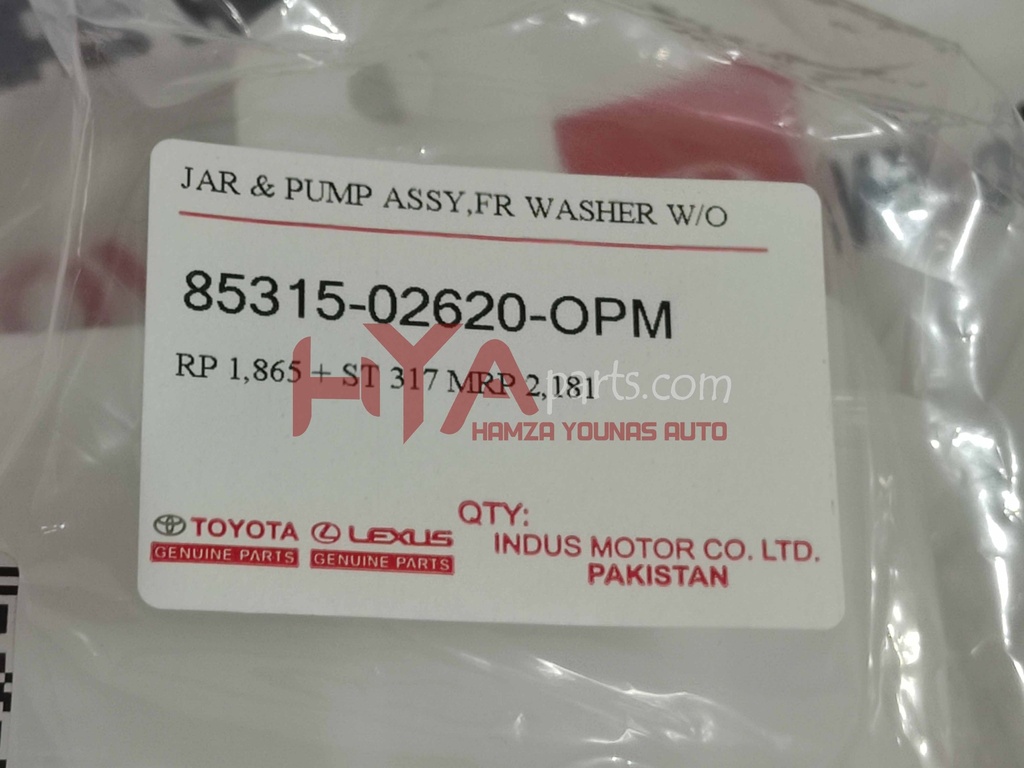 JAR & PUMP ASSY,FR WASHER W/O
85315-02620-OPM
RP 1,865 + ST 317 MRP 2,181
HYAparts.com
HAMZA YOUNAS AUTO
QTY:
TOYOTA LEXUS
GENUINE PARTS GENUINE PARTS
INDUS MOTOR CO. LTD.
PAKISTAN